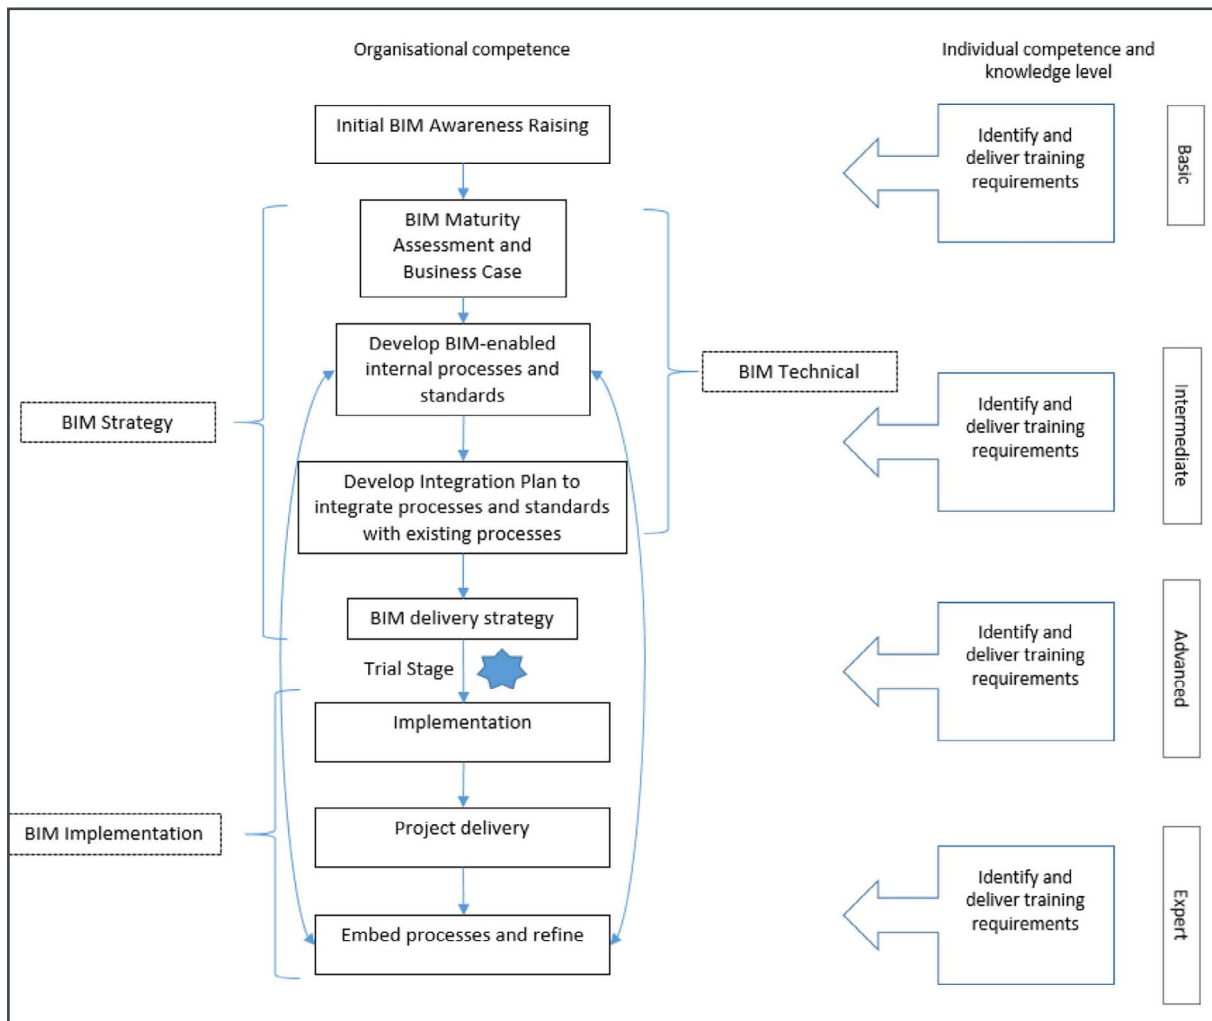 Organisational competence
Individual competence and
knowledge level
Initial BIM Awareness Raising
Identify and
deliver training
requirements
Basic
BIM Maturity
Assessment and
Business Case
Develop BIM-enabled
internal processes and
standards
BIM Technical
BIM Strategy
Identify and
deliver training
requirements
Intermediate
Develop Integration Plan to
integrate processes and standards
with existing processes
BIM delivery strategy
Trial Stage
Identify and
deliver training
requirements
Advanced
Implementation
Project delivery
BIM Implementation
Embed processes and refine
Identify and
deliver training
requirements
Expert